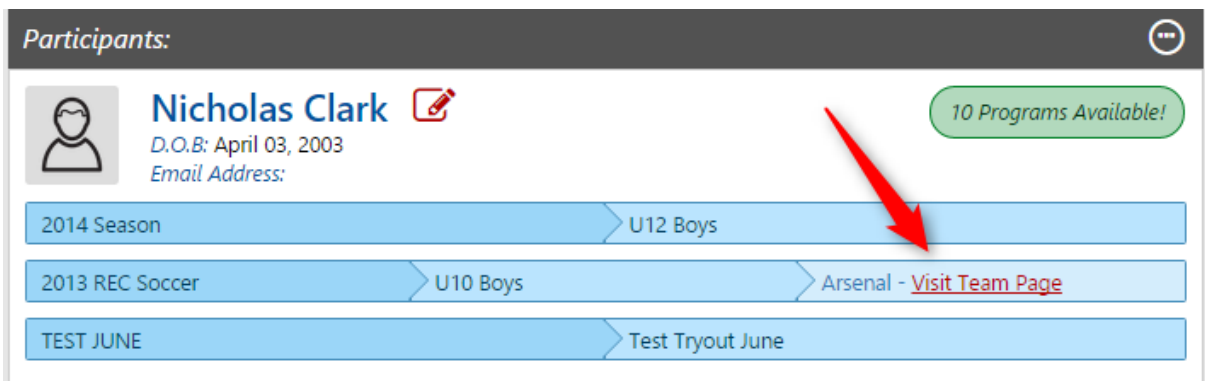 Participants:
Nicholas Clark
10 Programs Available!
D.O.B: April 03, 2003
Email Address:
2014 Season U12 Boys
2013 REC Soccer U10 Boys Arsenal - Visit Team Page
TEST JUNE Test Tryout June